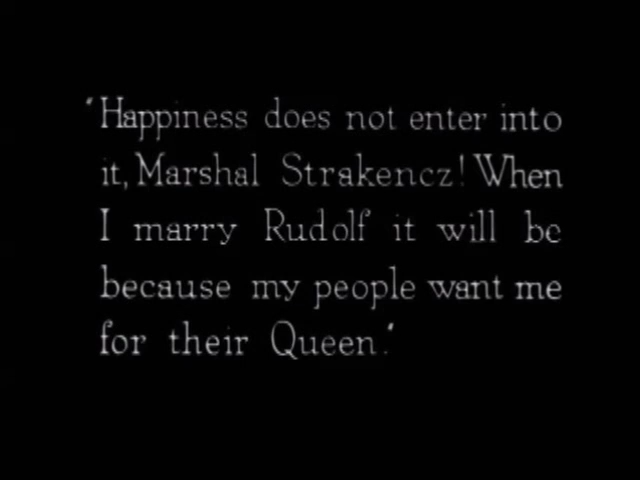 "Happiness does not enter into
it, Marshal Strakencz! When
I marry Rudolf it will be
because my people want me
for their Queen."